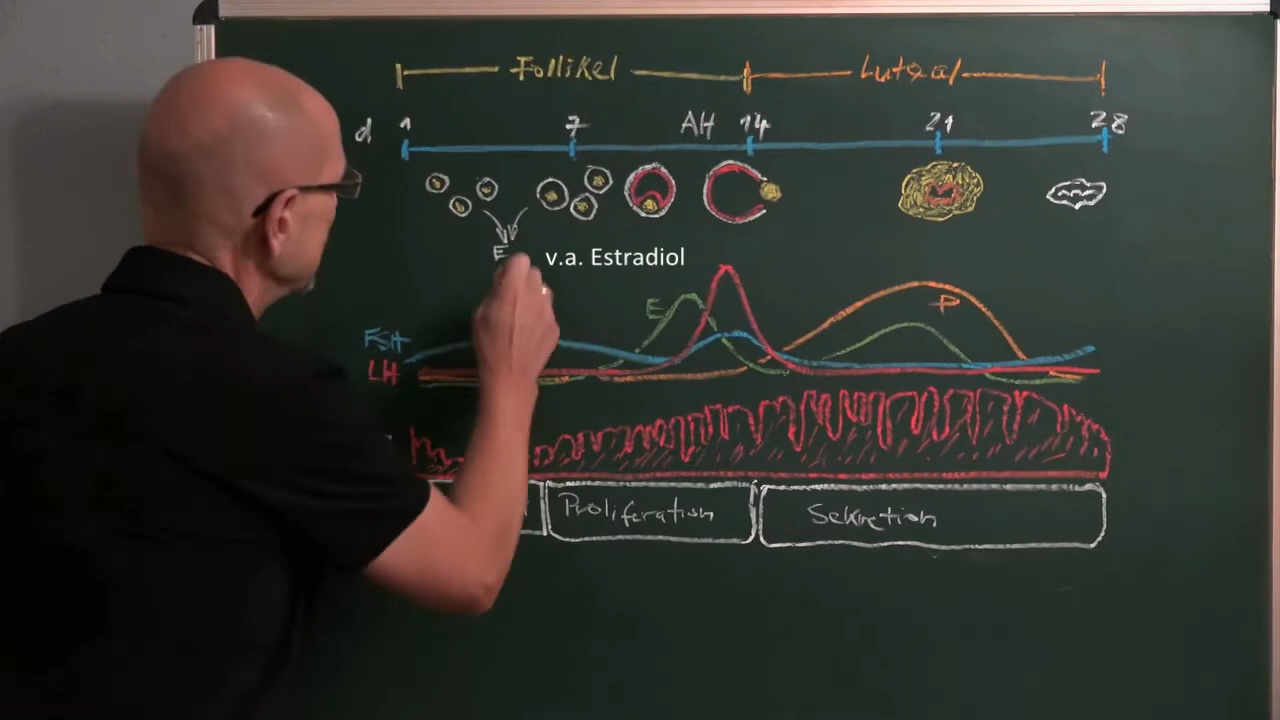 Follikel Luteal
d 1 7 AH 14 21 28
E v.a. Estradiol
E P
FSH
LH
Proliferation Sekretion